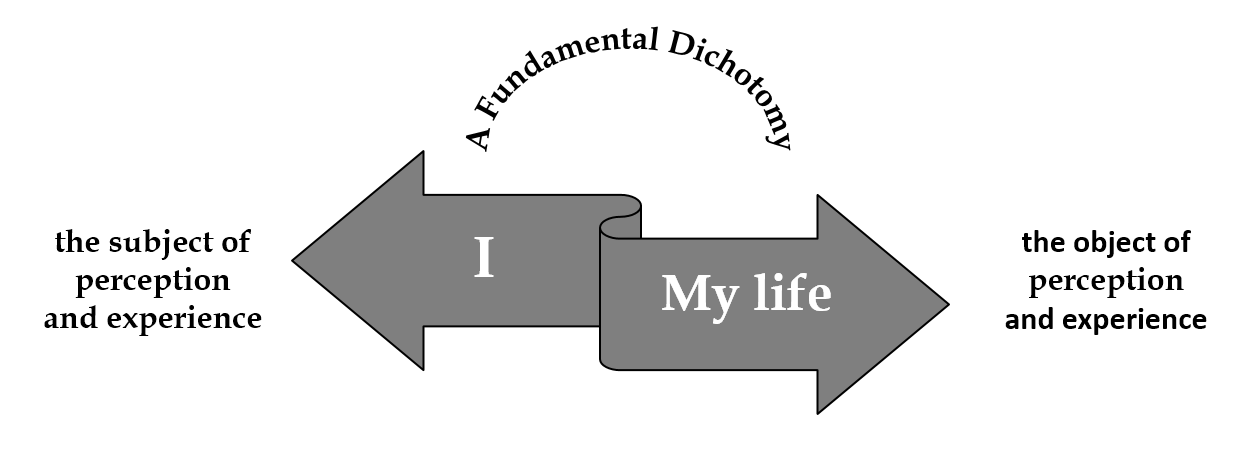 A Fundamental Dichotomy
the subject of
perception
and experience
I
My life
the object of
perception
and experience